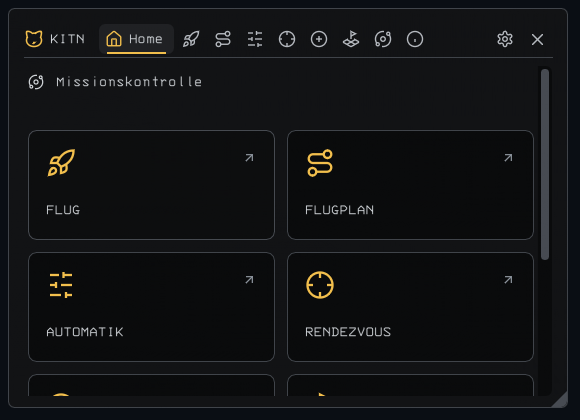 KITN Home
Missionskontrolle
FLUG FLUGPLAN
AUTOMATIK RENDEZVOUS